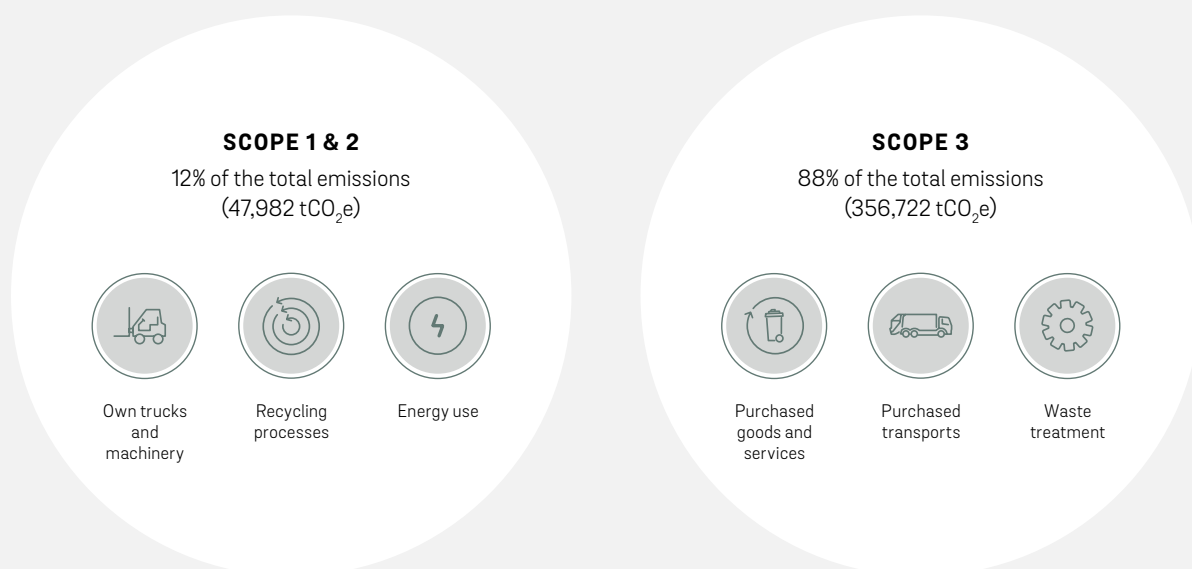 SCOPE 1 & 2
12% of the total emissions
(47,982 tCO₂e)
Own trucks
and
machinery
Recycling
processes
Energy use
SCOPE 3
88% of the total emissions
(356,722 tCO₂e)
Purchased
goods and
services
Purchased
transports
Waste
treatment